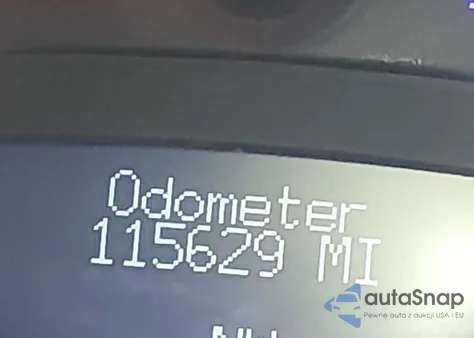 Odometer
115629 MI
autaSnap
Pewne auta z aukcji USA i EU